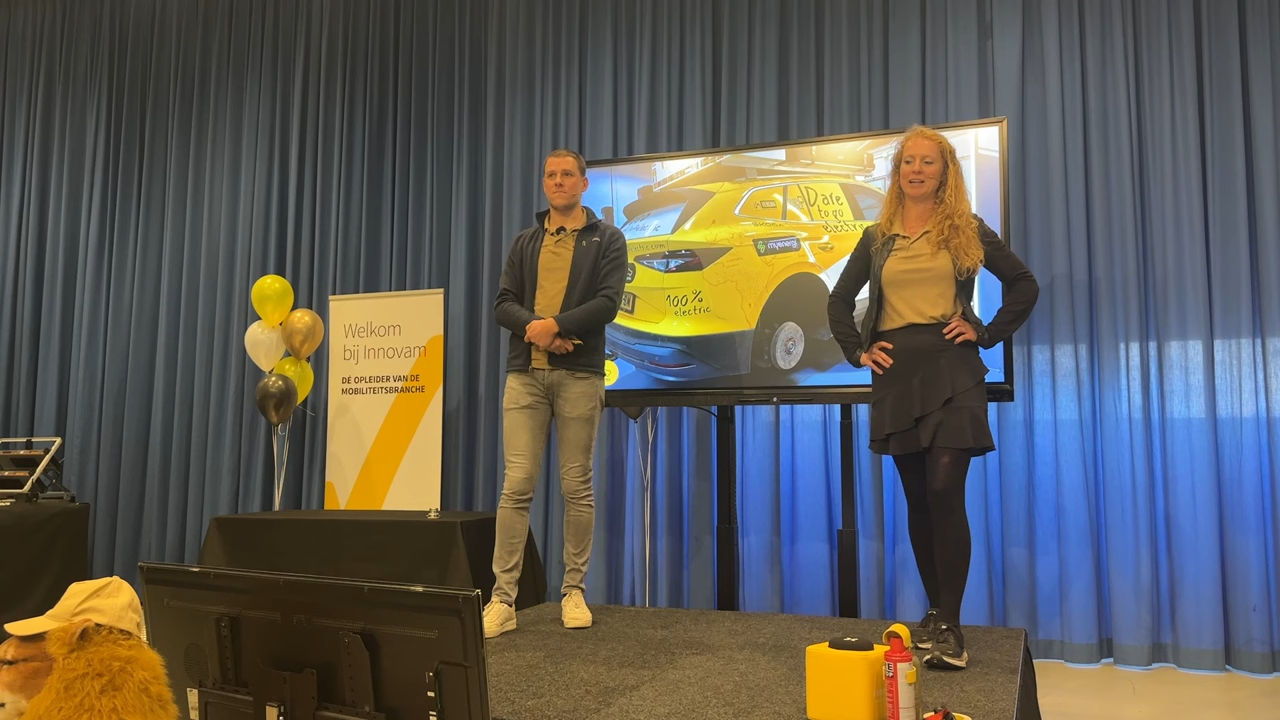 Welkom
bij Innovam
DÉ OPLEIDER VAN DE
MOBILITEITSBRANCHE
Dare
to go
electric
myenergi
100%
electric